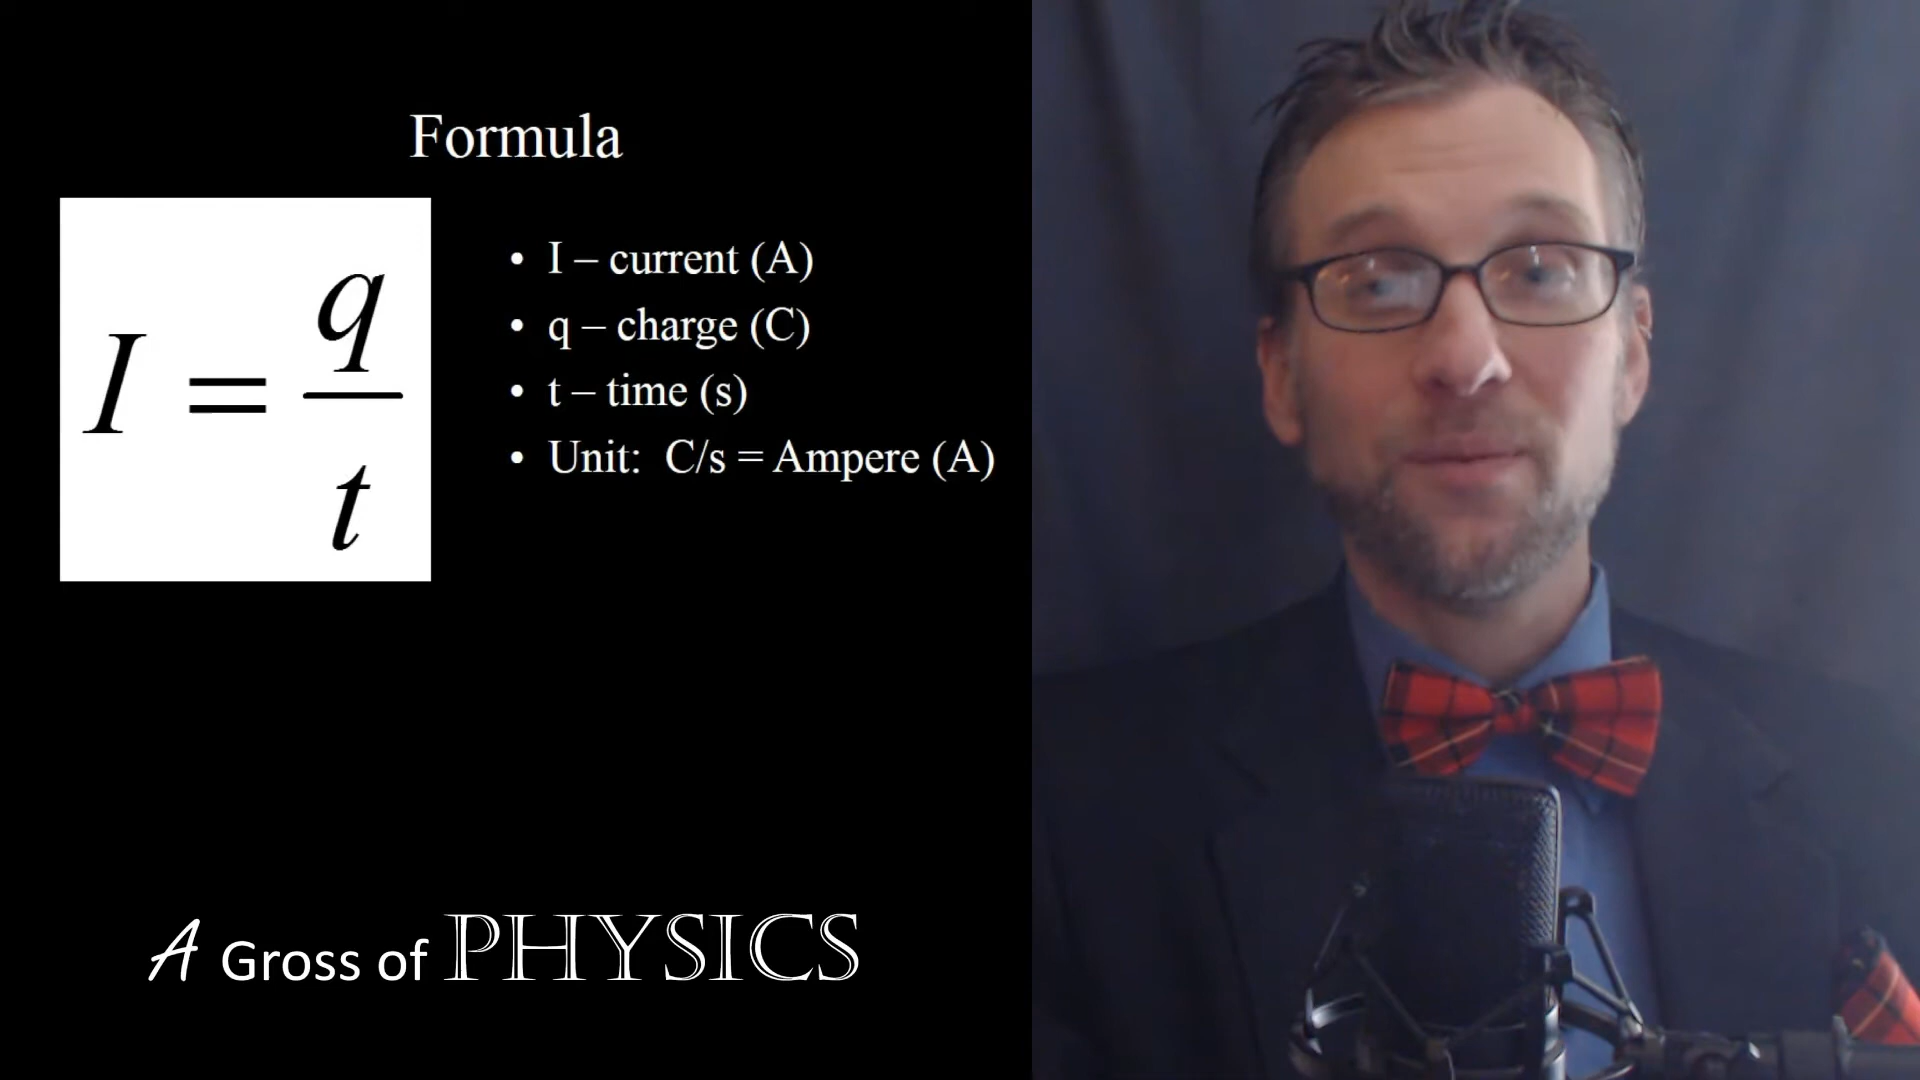 Formula
I = q/t
• I – current (A)
• q – charge (C)
• t – time (s)
• Unit: C/s = Ampere (A)
A Gross of PHYSICS